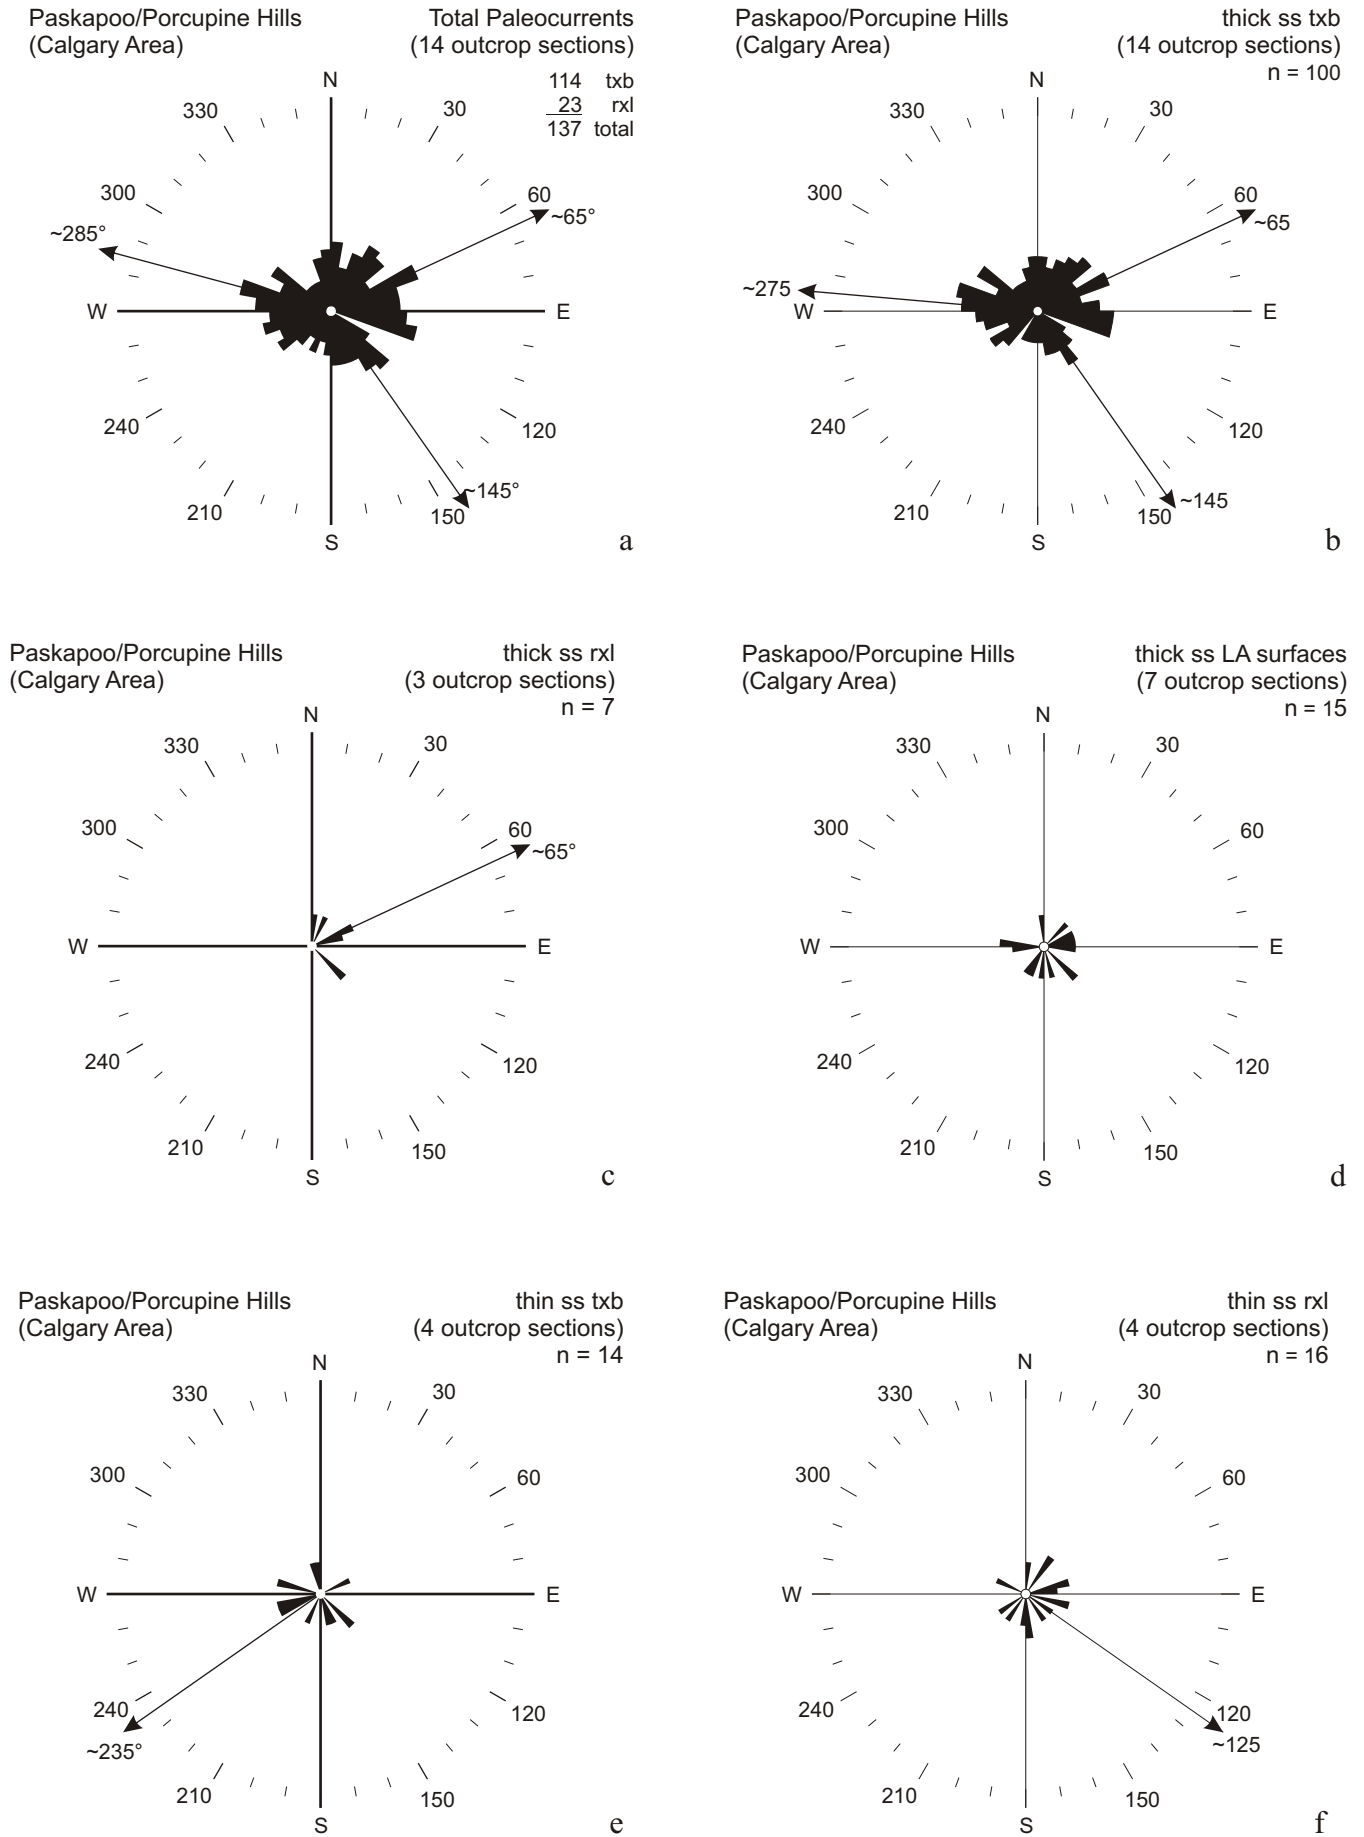 Paskapoo/Porcupine Hills
(Calgary Area)
Total Paleocurrents
(14 outcrop sections)
114 txb
23 rxl
137 total
N
30
60
~65°
E
120
~145°
150
S
210
240
W
~285°
300
330
a
Paskapoo/Porcupine Hills
(Calgary Area)
thick ss txb
(14 outcrop sections)
n = 100
N
30
60
~65
E
120
~145
150
S
210
240
W
~275
300
330
b
Paskapoo/Porcupine Hills
(Calgary Area)
thick ss rxl
(3 outcrop sections)
n = 7
N
30
60
~65°
E
120
150
S
210
240
W
300
330
c
Paskapoo/Porcupine Hills
(Calgary Area)
thick ss LA surfaces
(7 outcrop sections)
n = 15
N
30
60
E
120
150
S
210
240
W
300
330
d
Paskapoo/Porcupine Hills
(Calgary Area)
thin ss txb
(4 outcrop sections)
n = 14
N
30
60
E
120
150
S
210
~235°
240
W
300
330
e
Paskapoo/Porcupine Hills
(Calgary Area)
thin ss rxl
(4 outcrop sections)
n = 16
N
30
60
E
120
~125
150
S
210
240
W
300
330
f